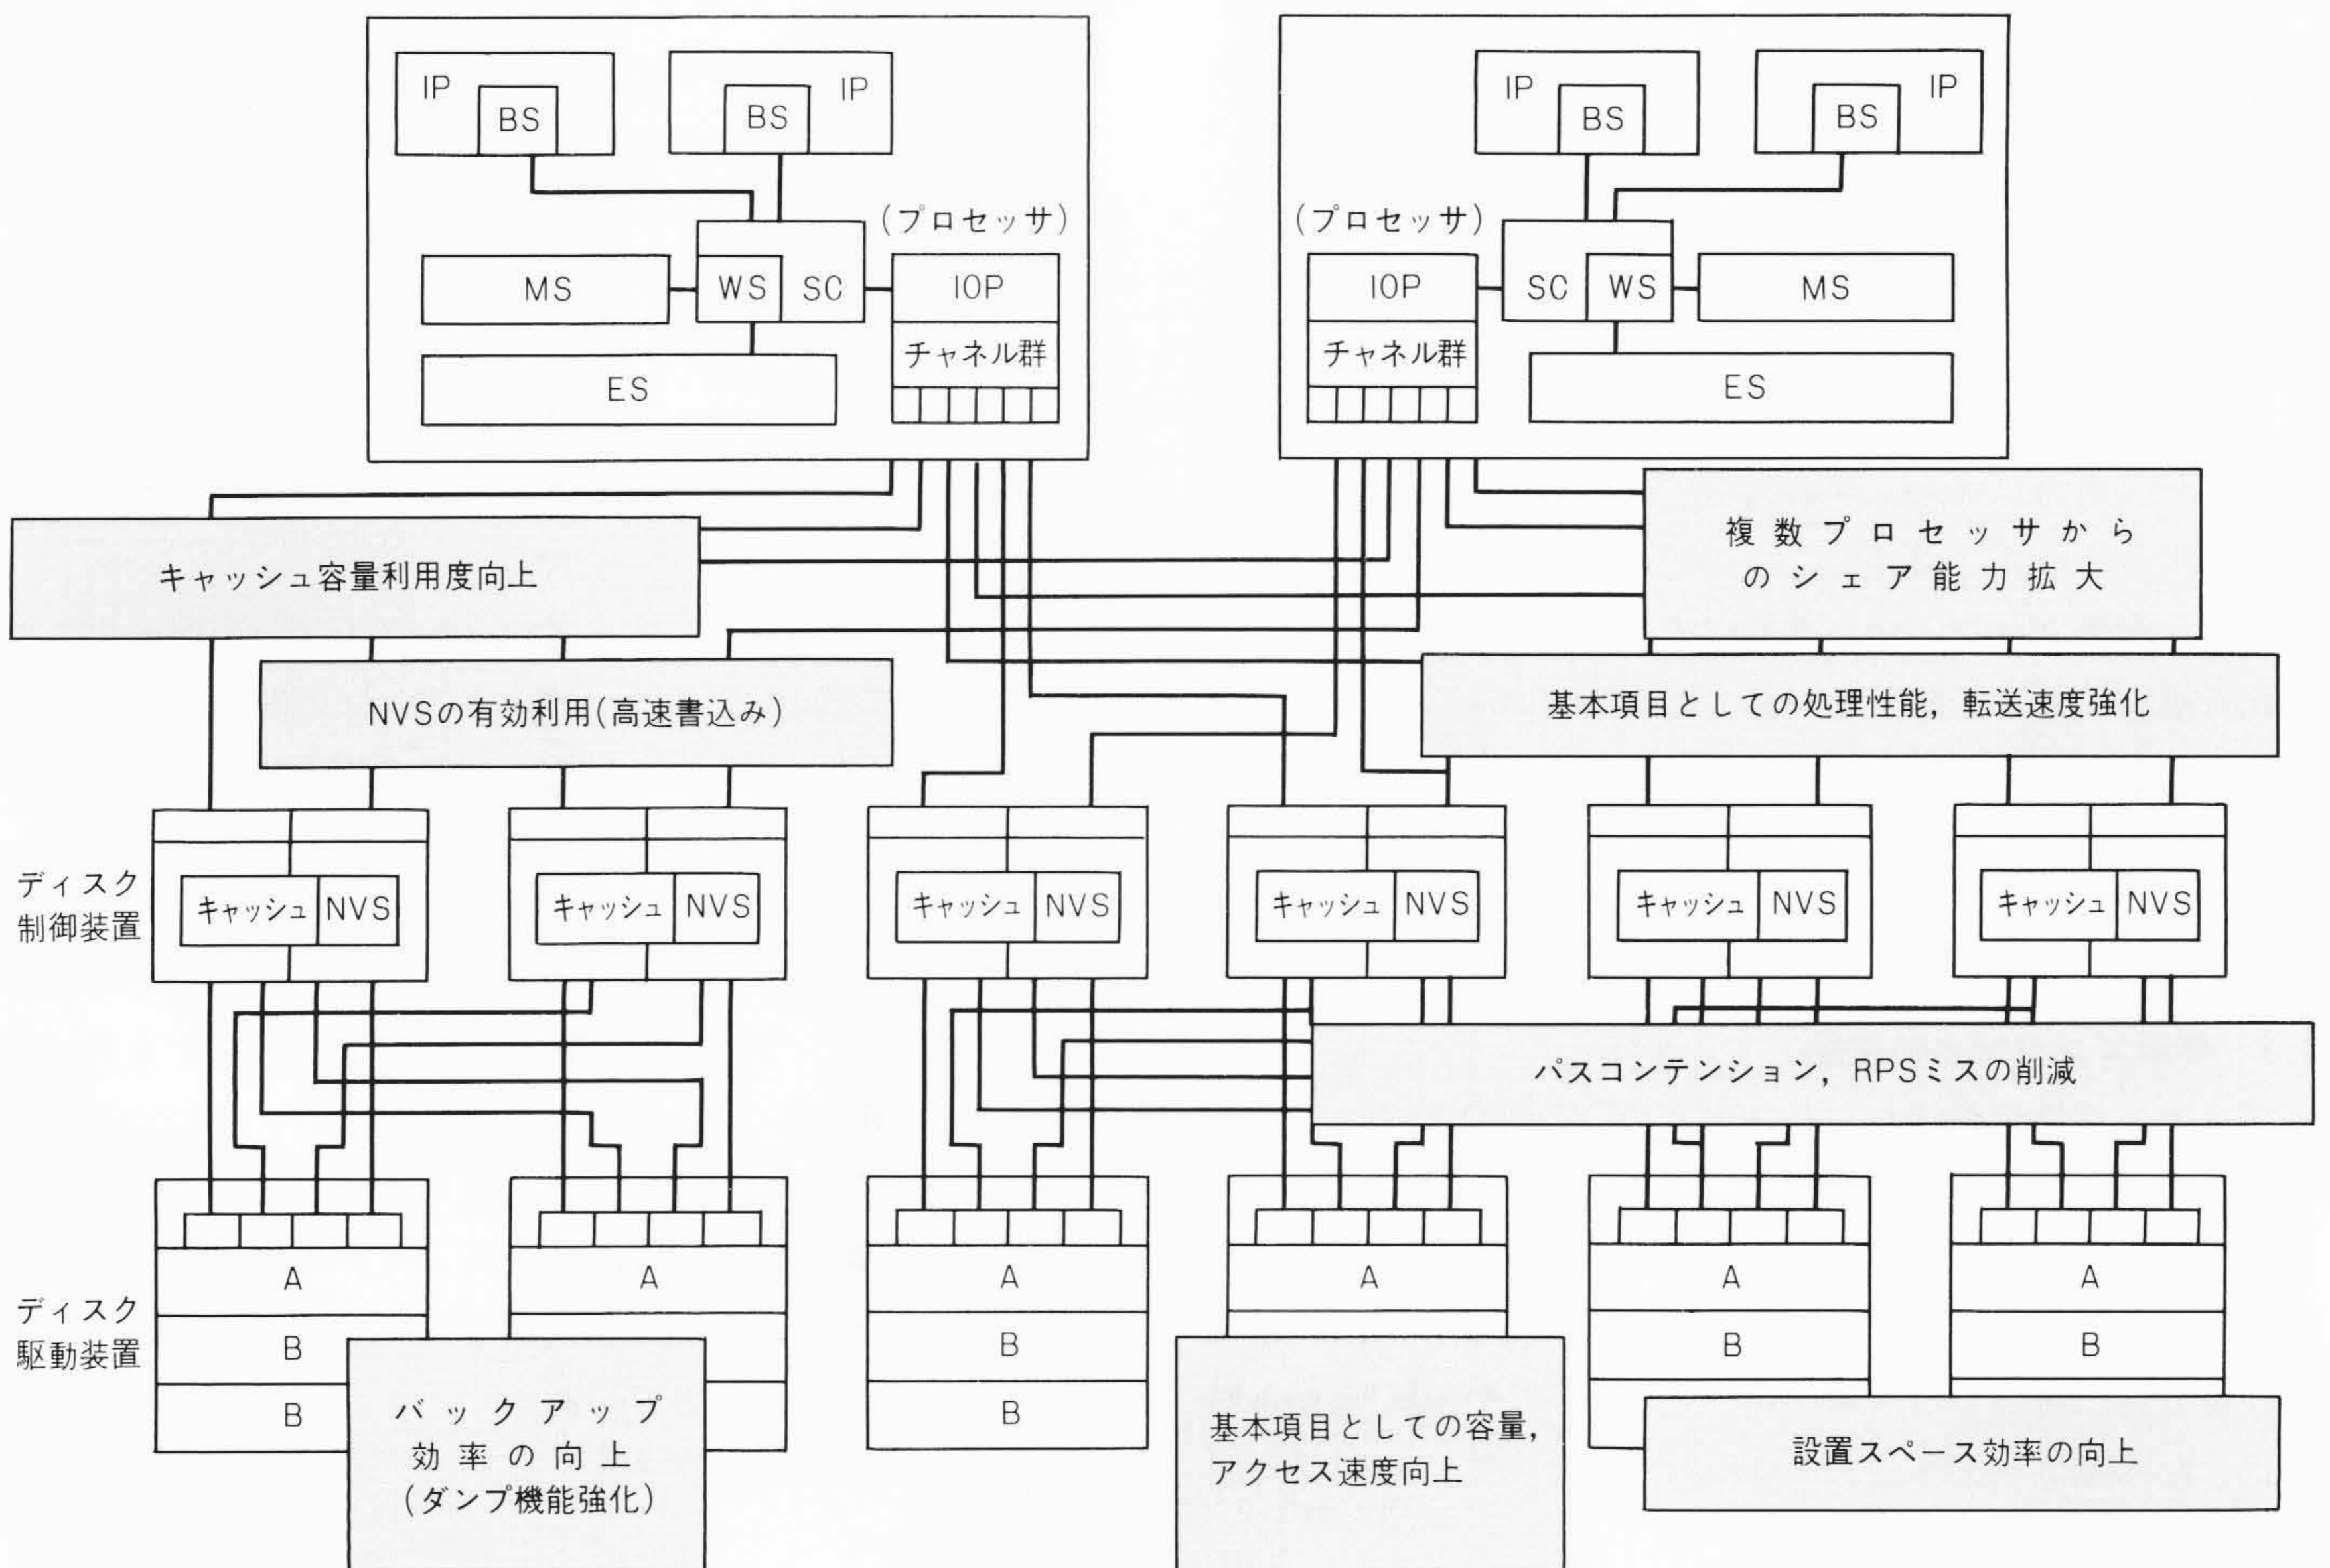 IP
BS
BS
IP
IP
BS
BS
IP
(プロセッサ)
(プロセッサ)
MS
WS
SC
IOP
IOP
SC
WS
MS
チャネル群
チャネル群
ES
ES
キャッシュ容量利用度向上
複数プロセッサから
のシェア能力拡大
NVSの有効利用(高速書込み)
基本項目としての処理性能,転送速度強化
ディスク
制御装置
キャッシュ
NVS
キャッシュ
NVS
キャッシュ
NVS
キャッシュ
NVS
キャッシュ
NVS
キャッシュ
NVS
パスコンテンション,RPSミスの削減
ディスク
駆動装置
A
A
A
A
A
A
B
B
B
B
B
B
バックアップ
効率の向上
(ダンプ機能強化)
基本項目としての容量,
アクセス速度向上
設置スペース効率の向上